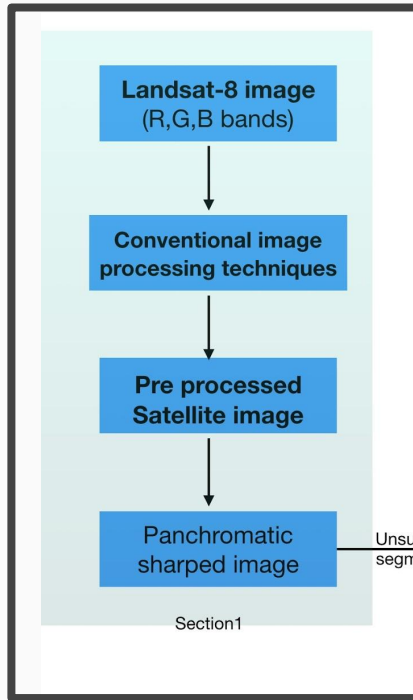 Landsat-8 image
(R,G,B bands)
Conventional image
processing techniques
Pre processed
Satellite image
Panchromatic
sharped image
Section1